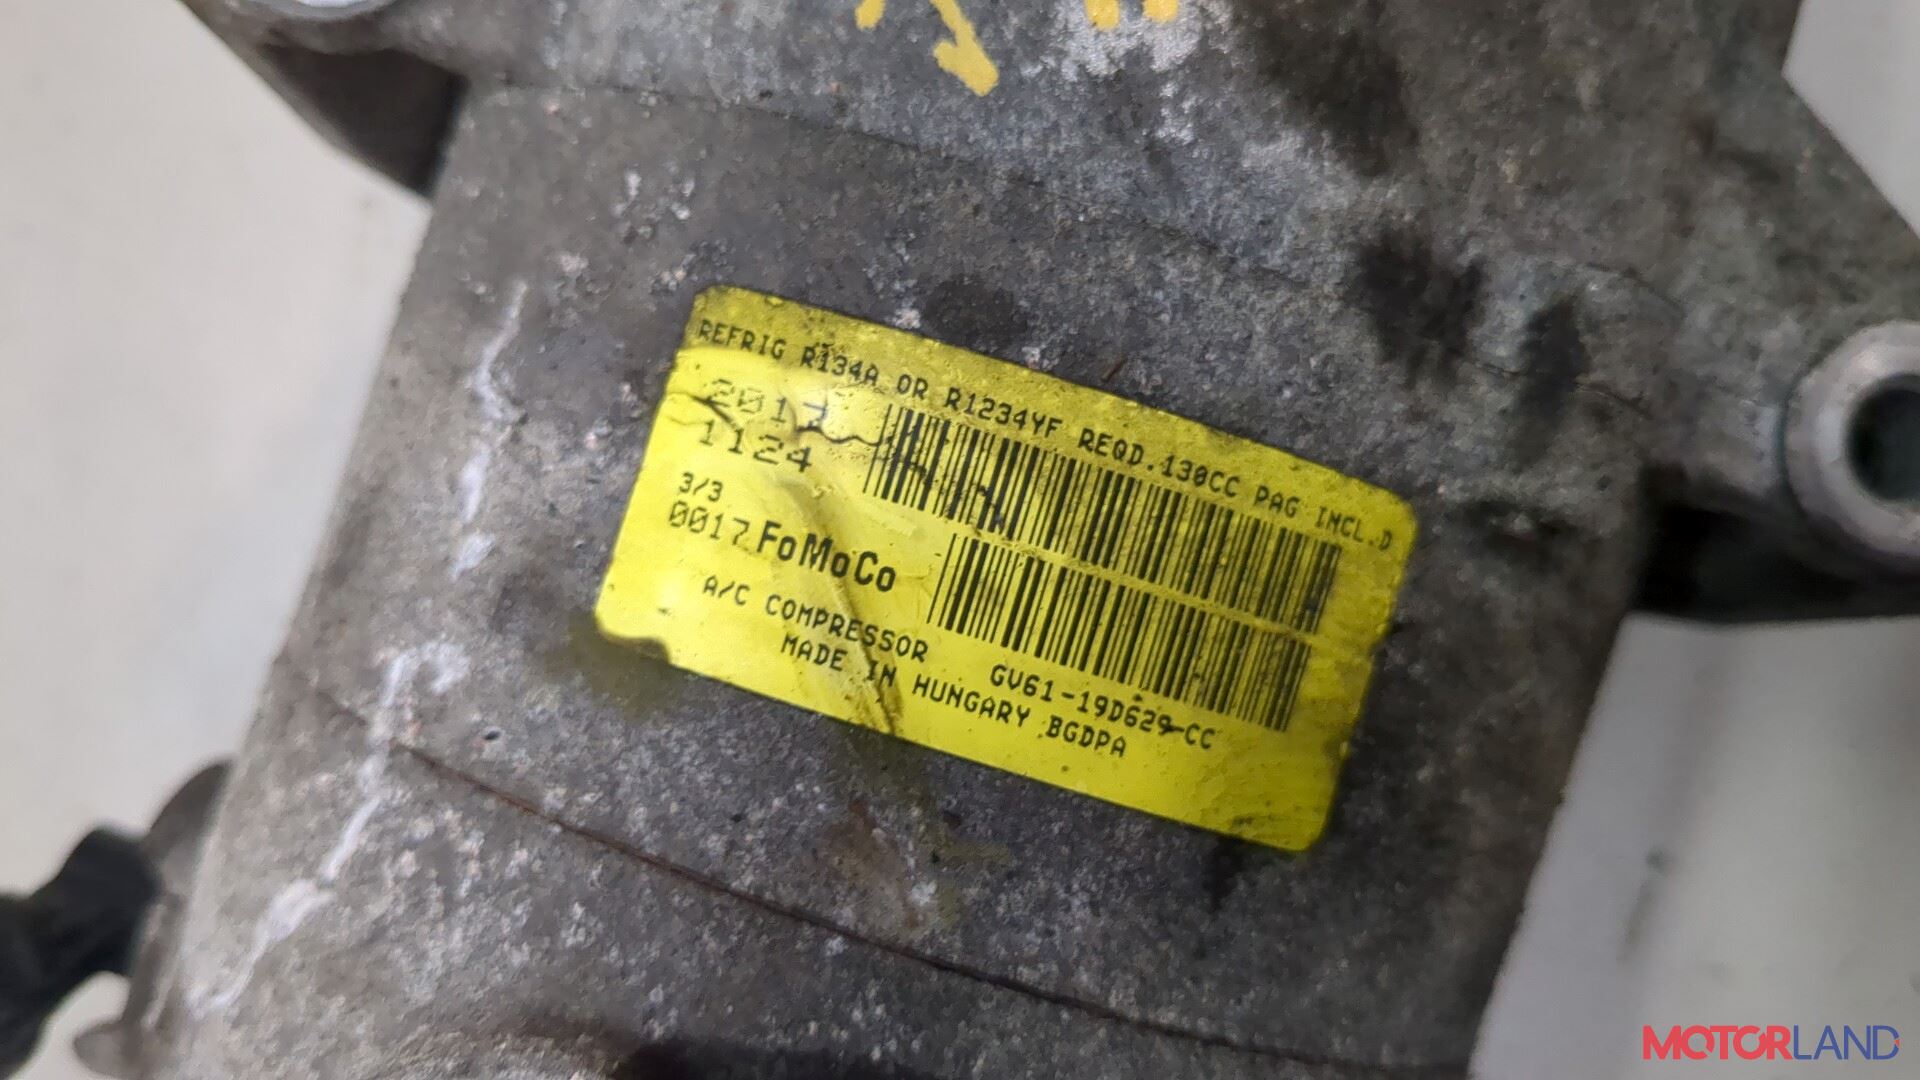 REFRIG R134A OR R1234YF REQD.130CC PAG INCL.D
2017
1124
3/3
0017 FoMoCo
A/C COMPRESSOR GV61-19D629-CC
MADE IN HUNGARY BGDPA
MOTORLAND